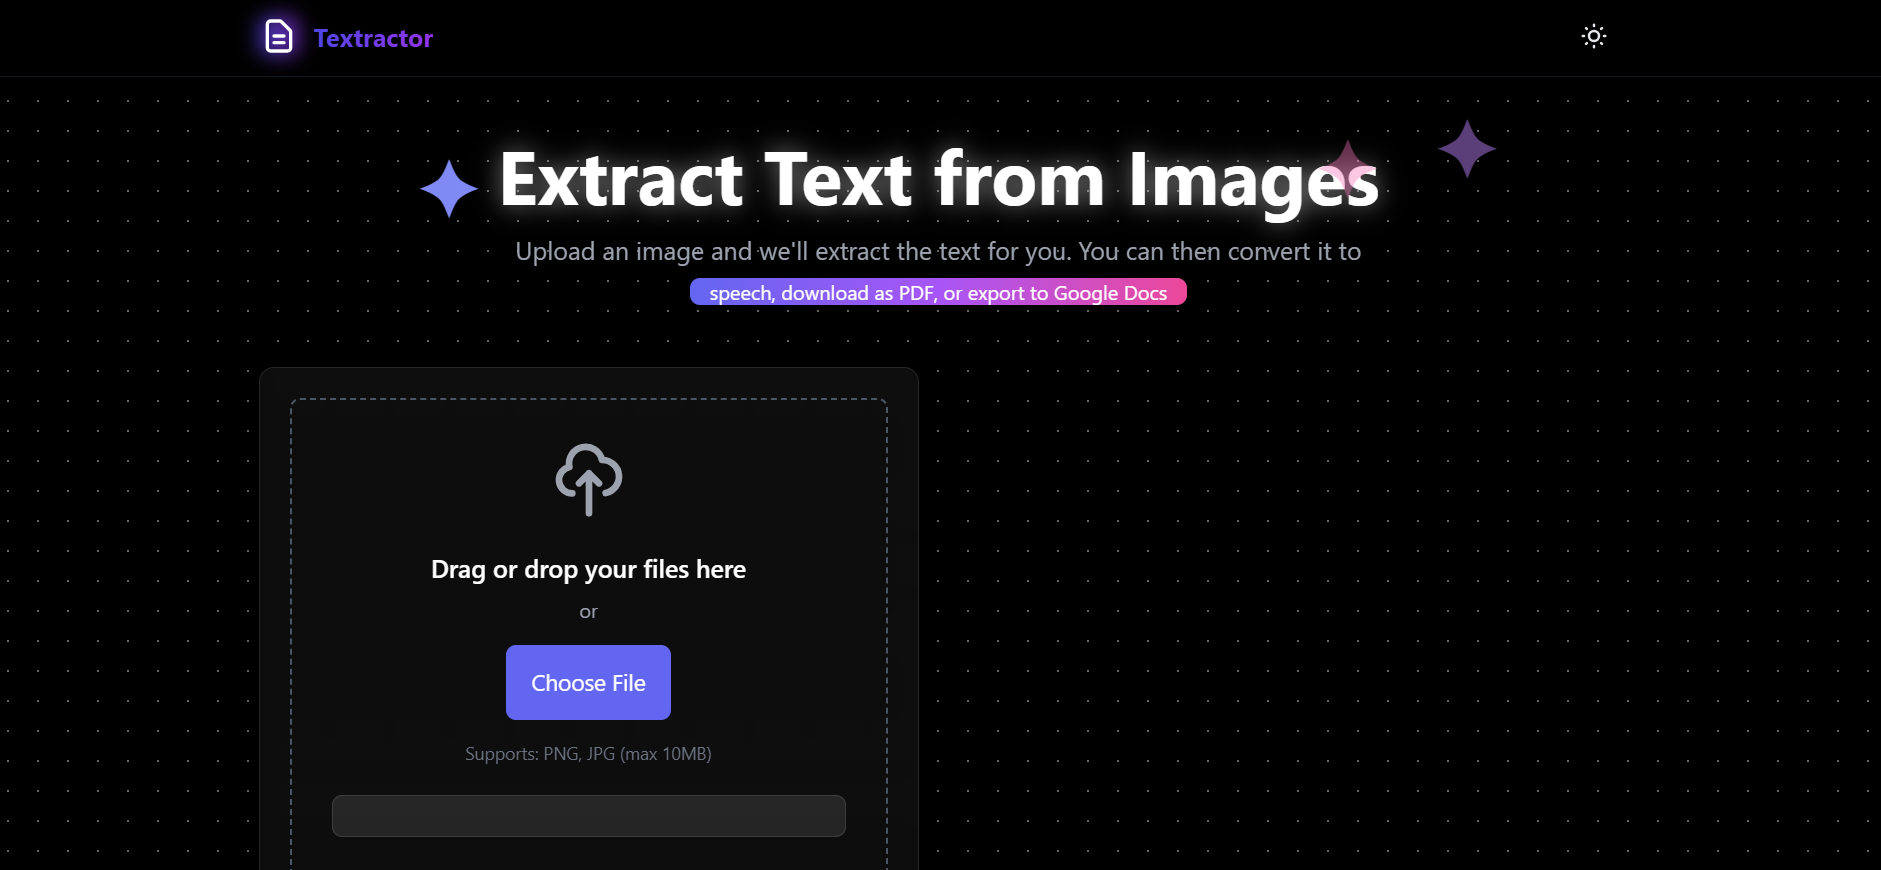 Textractor
Extract Text from Images
Upload an image and we'll extract the text for you. You can then convert it to
speech, download as PDF, or export to Google Docs
Drag or drop your files here
or
Choose File
Supports: PNG, JPG (max 10MB)